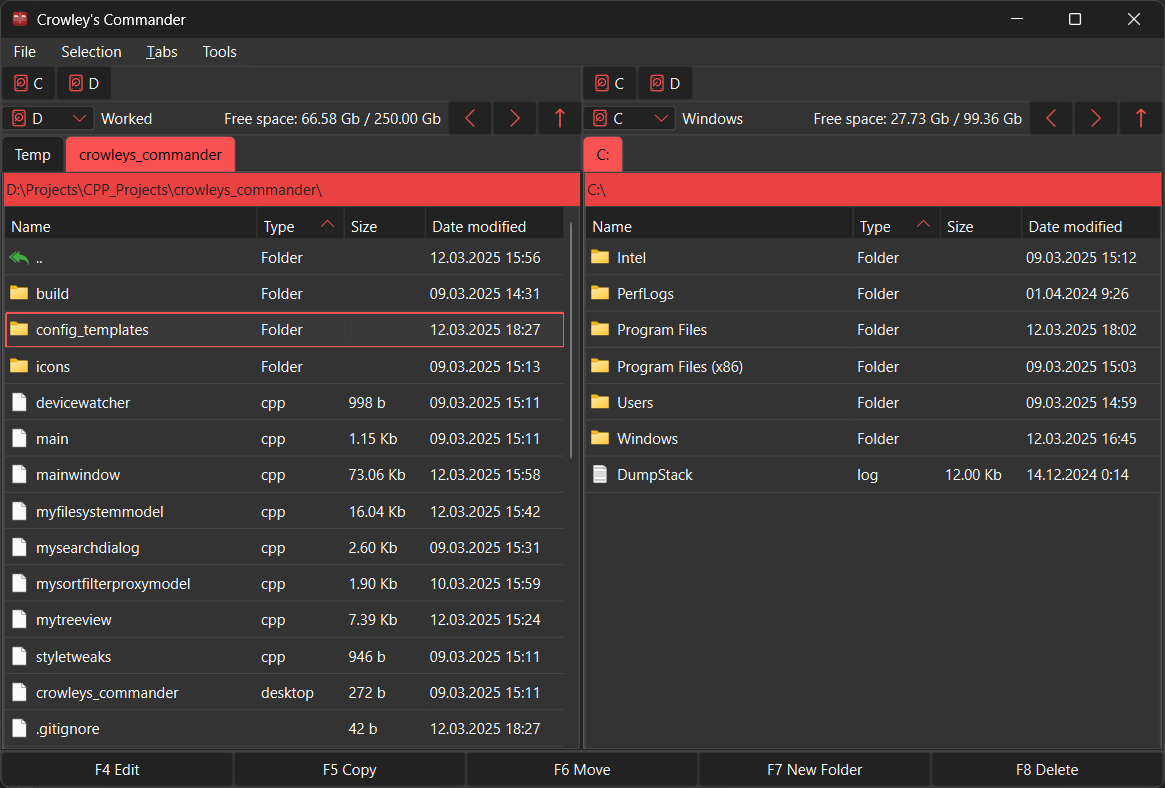 Crowley's Commander
File Selection Tabs Tools
C D
D Worked Free space: 66.58 Gb / 250.00 Gb
Temp crowleys_commander
D:\Projects\CPP_Projects\crowleys_commander\
Name Type Size Date modified
.. Folder 12.03.2025 15:56
build Folder 09.03.2025 14:31
config_templates Folder 12.03.2025 18:27
icons Folder 09.03.2025 15:13
devicewatcher cpp 998 b 09.03.2025 15:11
main cpp 1.15 Kb 09.03.2025 15:11
mainwindow cpp 73.06 Kb 12.03.2025 15:58
myfilesystemmodel cpp 16.04 Kb 12.03.2025 15:42
mysearchdialog cpp 2.60 Kb 09.03.2025 15:31
mysortfilterproxymodel cpp 1.90 Kb 10.03.2025 15:59
mytreeview cpp 7.39 Kb 12.03.2025 15:24
styletweaks cpp 946 b 09.03.2025 15:11
crowleys_commander desktop 272 b 09.03.2025 15:11
.gitignore 42 b 12.03.2025 18:27
C D
C Windows Free space: 27.73 Gb / 99.36 Gb
C:
C:\
Name Type Size Date modified
Intel Folder 09.03.2025 15:12
PerfLogs Folder 01.04.2024 9:26
Program Files Folder 12.03.2025 18:02
Program Files (x86) Folder 09.03.2025 15:03
Users Folder 09.03.2025 14:59
Windows Folder 12.03.2025 16:45
DumpStack log 12.00 Kb 14.12.2024 0:14
F4 Edit F5 Copy F6 Move F7 New Folder F8 Delete